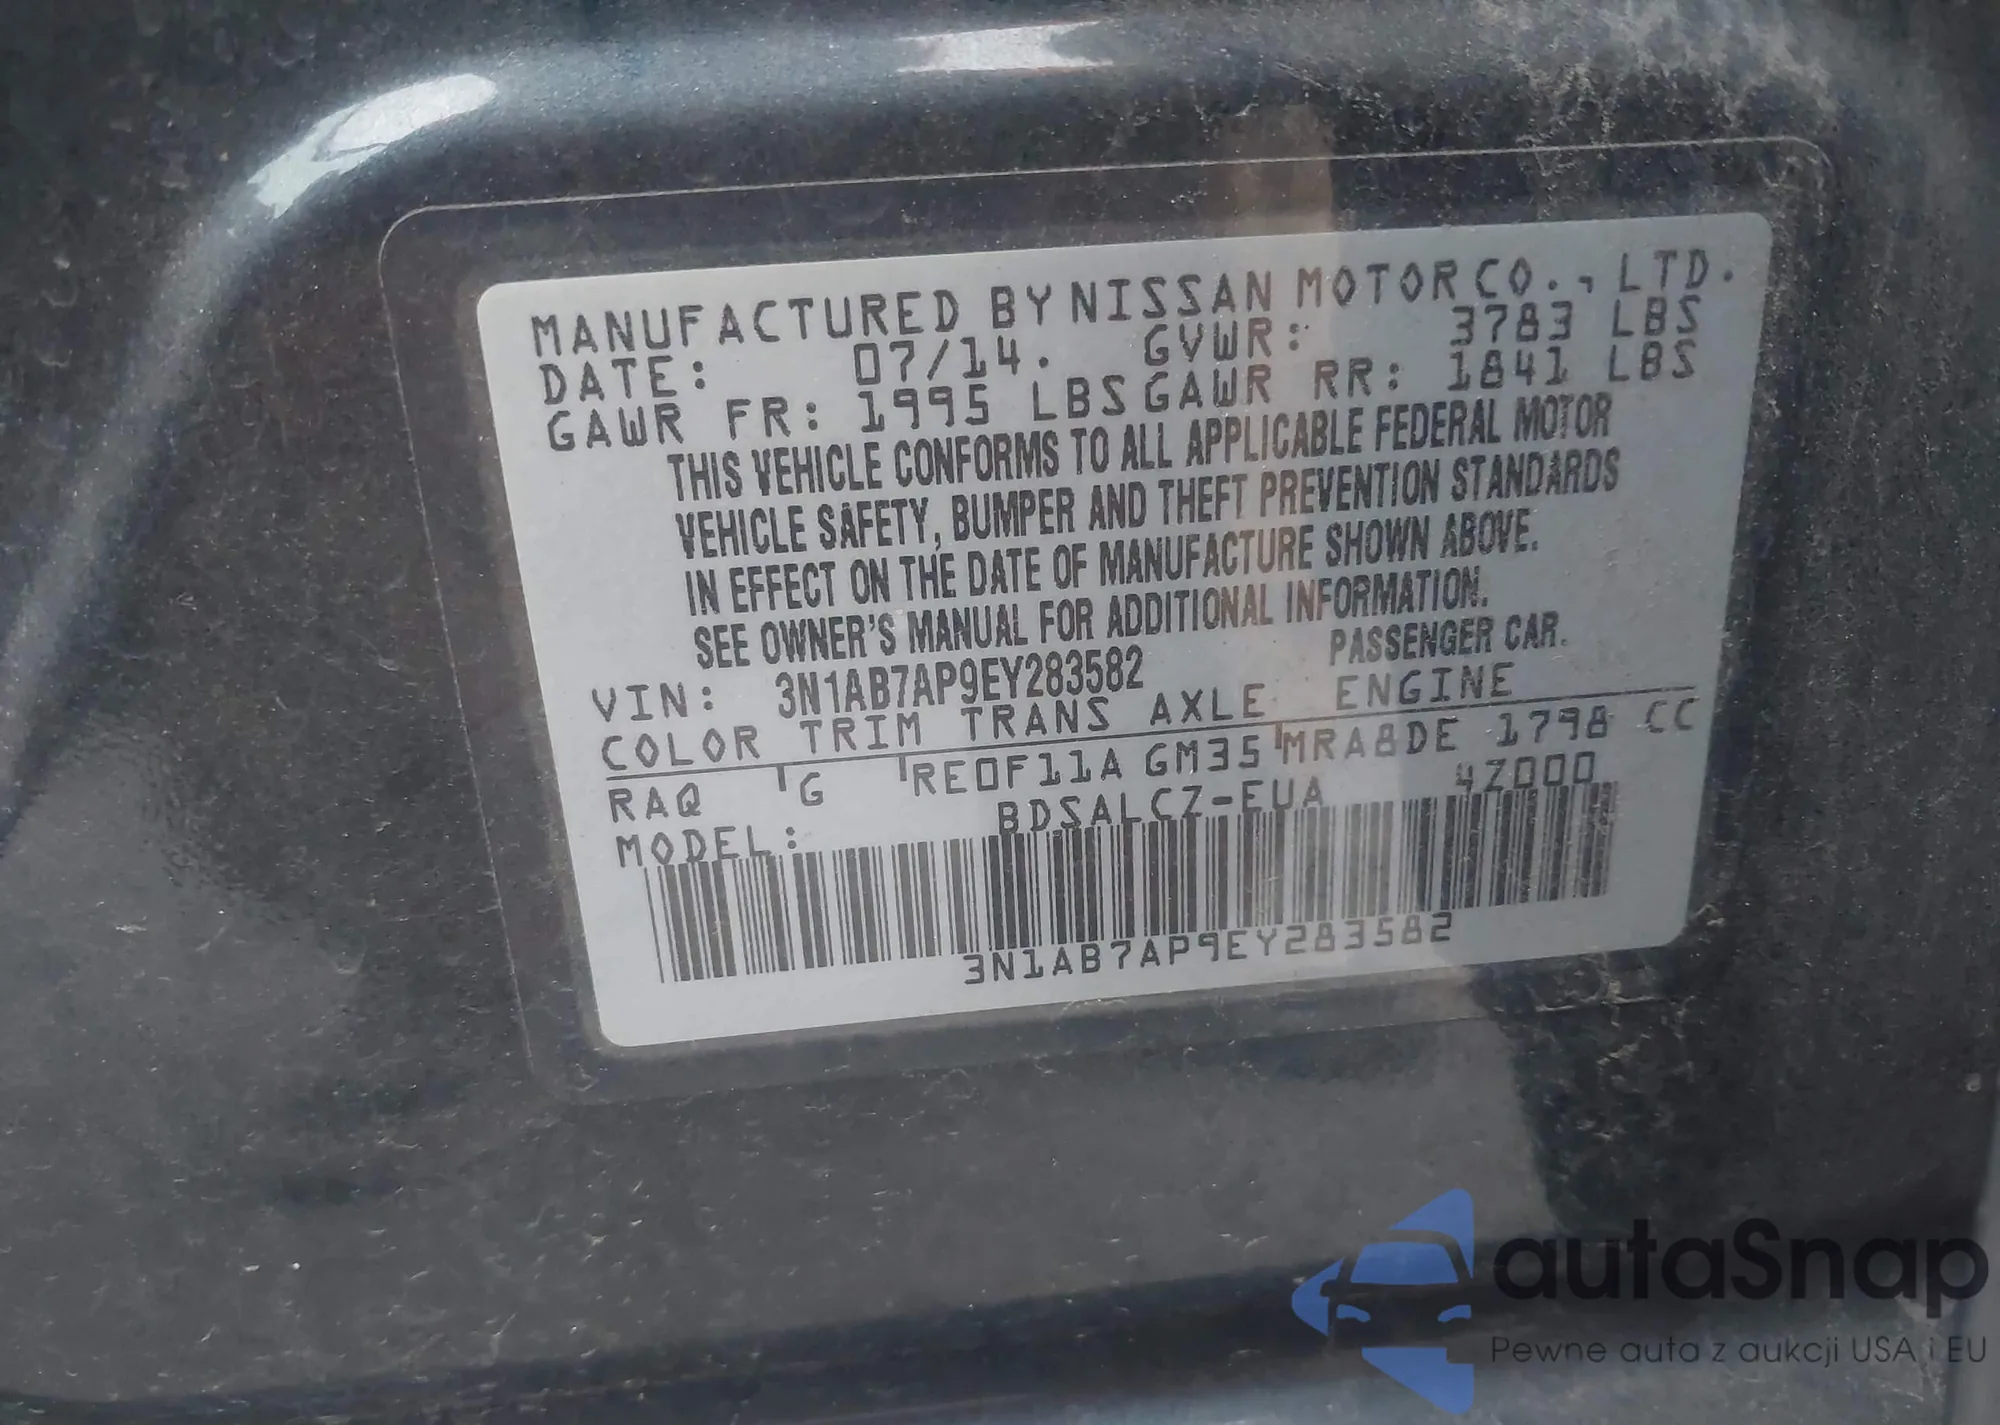 MANUFACTURED BY NISSAN MOTOR CO., LTD.
DATE: 07/14. GVWR: 3783 LBS
GAWR FR: 1995 LBS GAWR RR: 1841 LBS
THIS VEHICLE CONFORMS TO ALL APPLICABLE FEDERAL MOTOR
VEHICLE SAFETY, BUMPER AND THEFT PREVENTION STANDARDS
IN EFFECT ON THE DATE OF MANUFACTURE SHOWN ABOVE.
SEE OWNER'S MANUAL FOR ADDITIONAL INFORMATION.
VIN: 3N1AB7AP9EY283582 PASSENGER CAR.
COLOR TRIM TRANS AXLE ENGINE
RAQ G RE0F11A GM35 MRA8DE 1798 CC
MODEL: BDSALCZ-EUA 4Z000
3N1AB7AP9EY283582
autaSnap
Pewne auta z aukcji USA i EU